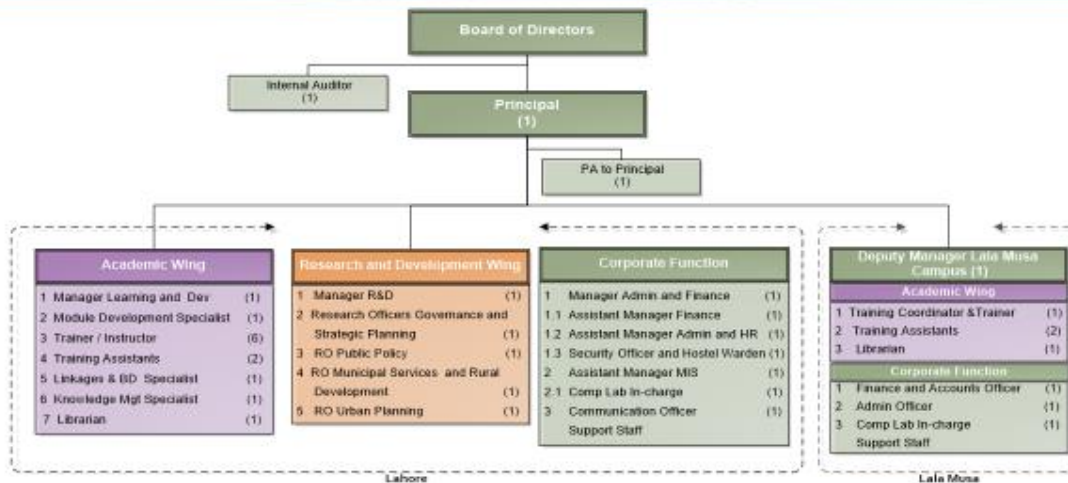 Board of Directors
Internal Auditor
(1)
Principal
(1)
PA to Principal
(1)
Academic Wing
1 Manager Learning and Dev (1)
2 Module Development Specialist (1)
3 Trainer / Instructor (6)
4 Training Assistants (2)
5 Linkages & BD Specialist (1)
6 Knowledge Mgt Specialist (1)
7 Librarian (1)
Research and Development Wing
1 Manager R&D (1)
2 Research Officers Governance and
Strategic Planning (1)
3 RO Public Policy (1)
4 RO Municipal Services and Rural
Development (1)
5 RO Urban Planning (1)
Corporate Function
1 Manager Admin and Finance (1)
1.1 Assistant Manager Finance (1)
1.2 Assistant Manager Admin and HR (1)
1.3 Security Officer and Hostel Warden (1)
2 Assistant Manager MIS (1)
2.1 Comp Lab In-charge (1)
3 Communication Officer (1)
Support Staff
Lahore
Deputy Manager Lala Musa
Campus (1)
Academic Wing
1 Training Coordinator &Trainer (1)
2 Training Assistants (2)
3 Librarian (1)
Corporate Function
1 Finance and Accounts Officer (1)
2 Admin Officer (1)
3 Comp Lab In-charge (1)
Support Staff
Lala Musa